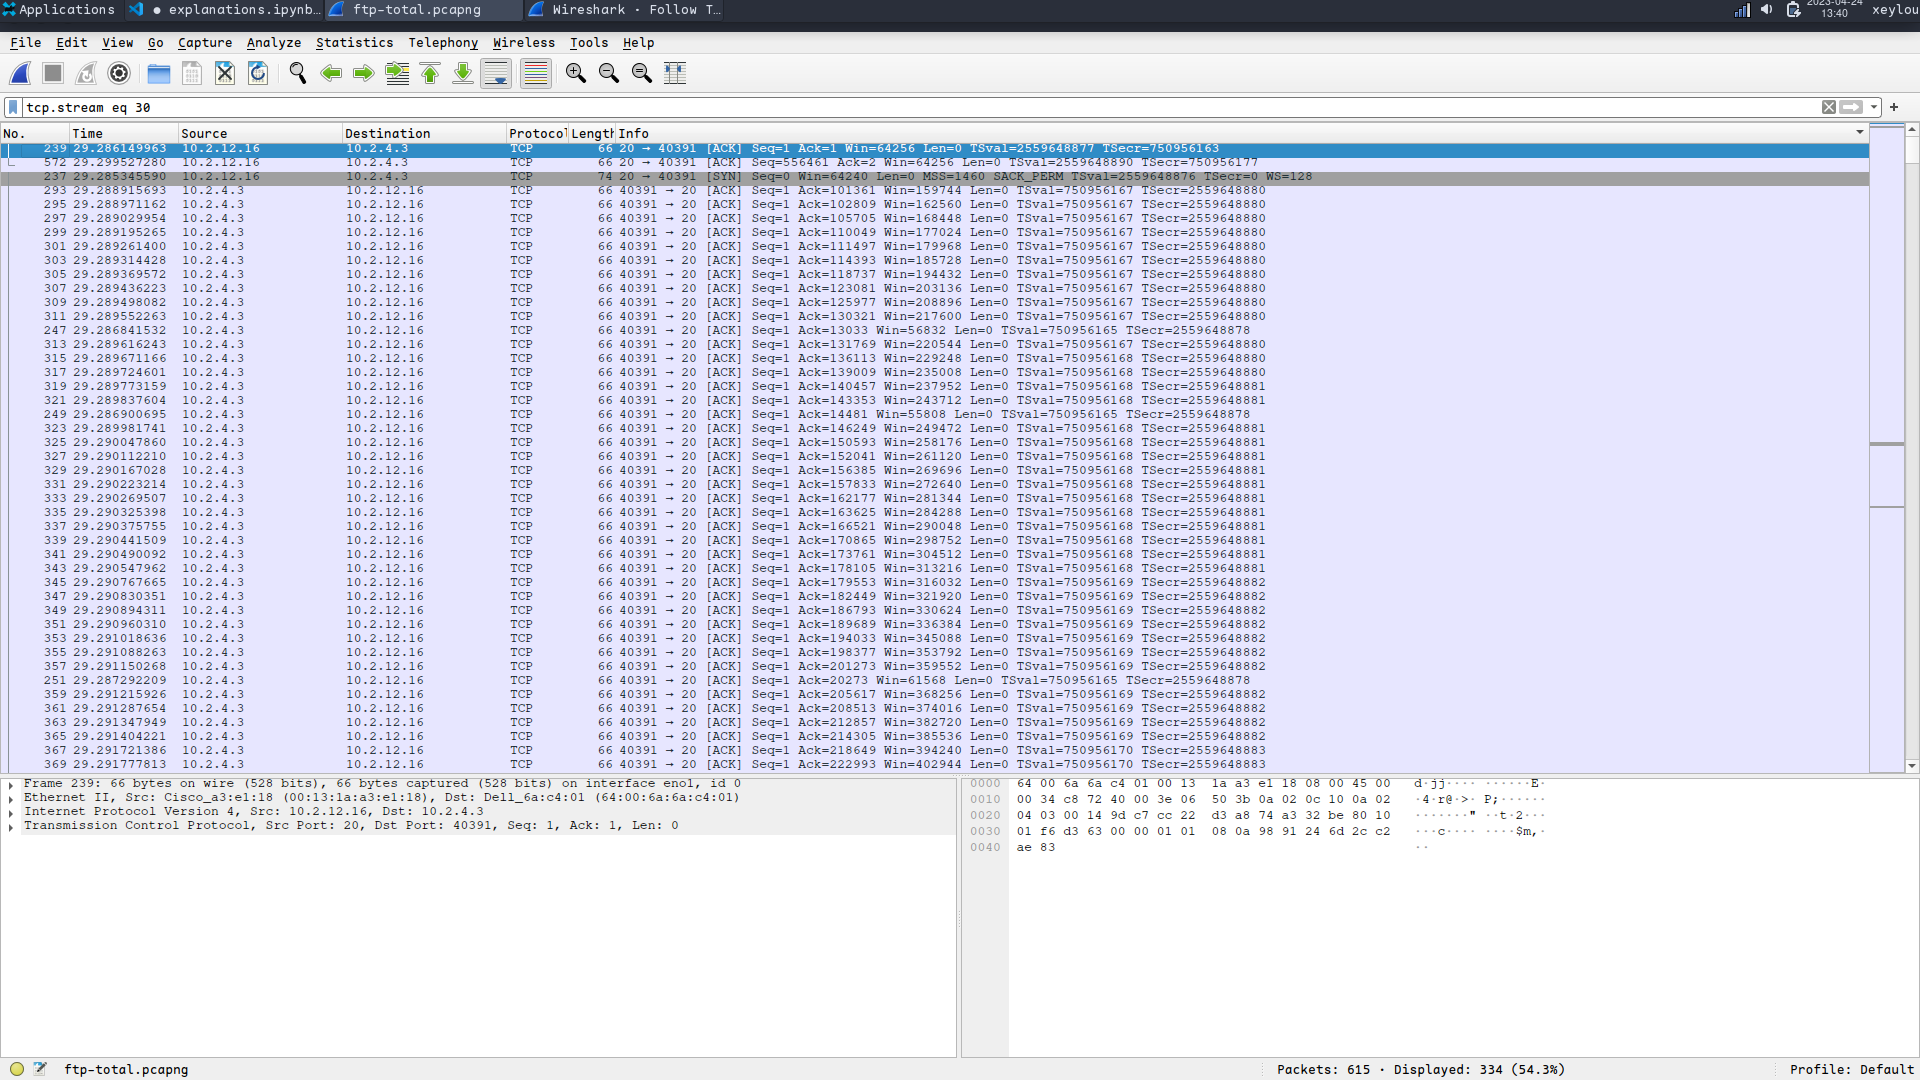 Applications ● explanations.ipynb… ftp-total.pcapng Wireshark · Follow T… 2023-04-24 13:40 xeylou
File Edit View Go Capture Analyze Statistics Telephony Wireless Tools Help
tcp.stream eq 30
No. Time Source Destination Protocol Length Info
239 29.286149963 10.2.12.16 10.2.4.3 TCP 66 20 → 40391 [ACK] Seq=1 Ack=1 Win=64256 Len=0 TSval=2559648877 TSecr=750956163
572 29.299527280 10.2.12.16 10.2.4.3 TCP 66 20 → 40391 [ACK] Seq=556461 Ack=2 Win=64256 Len=0 TSval=2559648890 TSecr=750956177
237 29.285345590 10.2.12.16 10.2.4.3 TCP 74 20 → 40391 [SYN] Seq=0 Win=64240 Len=0 MSS=1460 SACK_PERM TSval=2559648876 TSecr=0 WS=128
293 29.288915693 10.2.4.3 10.2.12.16 TCP 66 40391 → 20 [ACK] Seq=1 Ack=101361 Win=159744 Len=0 TSval=750956167 TSecr=2559648880
295 29.288971162 10.2.4.3 10.2.12.16 TCP 66 40391 → 20 [ACK] Seq=1 Ack=102809 Win=162560 Len=0 TSval=750956167 TSecr=2559648880
297 29.289029954 10.2.4.3 10.2.12.16 TCP 66 40391 → 20 [ACK] Seq=1 Ack=105705 Win=168448 Len=0 TSval=750956167 TSecr=2559648880
299 29.289195265 10.2.4.3 10.2.12.16 TCP 66 40391 → 20 [ACK] Seq=1 Ack=110049 Win=177024 Len=0 TSval=750956167 TSecr=2559648880
301 29.289261400 10.2.4.3 10.2.12.16 TCP 66 40391 → 20 [ACK] Seq=1 Ack=111497 Win=179968 Len=0 TSval=750956167 TSecr=2559648880
303 29.289314428 10.2.4.3 10.2.12.16 TCP 66 40391 → 20 [ACK] Seq=1 Ack=114393 Win=185728 Len=0 TSval=750956167 TSecr=2559648880
305 29.289369572 10.2.4.3 10.2.12.16 TCP 66 40391 → 20 [ACK] Seq=1 Ack=118737 Win=194432 Len=0 TSval=750956167 TSecr=2559648880
307 29.289436223 10.2.4.3 10.2.12.16 TCP 66 40391 → 20 [ACK] Seq=1 Ack=123081 Win=203136 Len=0 TSval=750956167 TSecr=2559648880
309 29.289498082 10.2.4.3 10.2.12.16 TCP 66 40391 → 20 [ACK] Seq=1 Ack=125977 Win=208896 Len=0 TSval=750956167 TSecr=2559648880
311 29.289552263 10.2.4.3 10.2.12.16 TCP 66 40391 → 20 [ACK] Seq=1 Ack=130321 Win=217600 Len=0 TSval=750956167 TSecr=2559648880
247 29.286841532 10.2.4.3 10.2.12.16 TCP 66 40391 → 20 [ACK] Seq=1 Ack=13033 Win=56832 Len=0 TSval=750956165 TSecr=2559648878
313 29.289616243 10.2.4.3 10.2.12.16 TCP 66 40391 → 20 [ACK] Seq=1 Ack=131769 Win=220544 Len=0 TSval=750956167 TSecr=2559648880
315 29.289671166 10.2.4.3 10.2.12.16 TCP 66 40391 → 20 [ACK] Seq=1 Ack=136113 Win=229248 Len=0 TSval=750956168 TSecr=2559648880
317 29.289724601 10.2.4.3 10.2.12.16 TCP 66 40391 → 20 [ACK] Seq=1 Ack=139009 Win=235008 Len=0 TSval=750956168 TSecr=2559648880
319 29.289773159 10.2.4.3 10.2.12.16 TCP 66 40391 → 20 [ACK] Seq=1 Ack=140457 Win=237952 Len=0 TSval=750956168 TSecr=2559648881
321 29.289837604 10.2.4.3 10.2.12.16 TCP 66 40391 → 20 [ACK] Seq=1 Ack=143353 Win=243712 Len=0 TSval=750956168 TSecr=2559648881
249 29.286900695 10.2.4.3 10.2.12.16 TCP 66 40391 → 20 [ACK] Seq=1 Ack=14481 Win=55808 Len=0 TSval=750956165 TSecr=2559648878
323 29.289981741 10.2.4.3 10.2.12.16 TCP 66 40391 → 20 [ACK] Seq=1 Ack=146249 Win=249472 Len=0 TSval=750956168 TSecr=2559648881
325 29.290047860 10.2.4.3 10.2.12.16 TCP 66 40391 → 20 [ACK] Seq=1 Ack=150593 Win=258176 Len=0 TSval=750956168 TSecr=2559648881
327 29.290112210 10.2.4.3 10.2.12.16 TCP 66 40391 → 20 [ACK] Seq=1 Ack=152041 Win=261120 Len=0 TSval=750956168 TSecr=2559648881
329 29.290167028 10.2.4.3 10.2.12.16 TCP 66 40391 → 20 [ACK] Seq=1 Ack=156385 Win=269696 Len=0 TSval=750956168 TSecr=2559648881
331 29.290223214 10.2.4.3 10.2.12.16 TCP 66 40391 → 20 [ACK] Seq=1 Ack=157833 Win=272640 Len=0 TSval=750956168 TSecr=2559648881
333 29.290269507 10.2.4.3 10.2.12.16 TCP 66 40391 → 20 [ACK] Seq=1 Ack=162177 Win=281344 Len=0 TSval=750956168 TSecr=2559648881
335 29.290325398 10.2.4.3 10.2.12.16 TCP 66 40391 → 20 [ACK] Seq=1 Ack=163625 Win=284288 Len=0 TSval=750956168 TSecr=2559648881
337 29.290375755 10.2.4.3 10.2.12.16 TCP 66 40391 → 20 [ACK] Seq=1 Ack=166521 Win=290048 Len=0 TSval=750956168 TSecr=2559648881
339 29.290441509 10.2.4.3 10.2.12.16 TCP 66 40391 → 20 [ACK] Seq=1 Ack=170865 Win=298752 Len=0 TSval=750956168 TSecr=2559648881
341 29.290490092 10.2.4.3 10.2.12.16 TCP 66 40391 → 20 [ACK] Seq=1 Ack=173761 Win=304512 Len=0 TSval=750956168 TSecr=2559648881
343 29.290547962 10.2.4.3 10.2.12.16 TCP 66 40391 → 20 [ACK] Seq=1 Ack=178105 Win=313216 Len=0 TSval=750956168 TSecr=2559648881
345 29.290767665 10.2.4.3 10.2.12.16 TCP 66 40391 → 20 [ACK] Seq=1 Ack=179553 Win=316032 Len=0 TSval=750956169 TSecr=2559648882
347 29.290830351 10.2.4.3 10.2.12.16 TCP 66 40391 → 20 [ACK] Seq=1 Ack=182449 Win=321920 Len=0 TSval=750956169 TSecr=2559648882
349 29.290894311 10.2.4.3 10.2.12.16 TCP 66 40391 → 20 [ACK] Seq=1 Ack=186793 Win=330624 Len=0 TSval=750956169 TSecr=2559648882
351 29.290960310 10.2.4.3 10.2.12.16 TCP 66 40391 → 20 [ACK] Seq=1 Ack=189689 Win=336384 Len=0 TSval=750956169 TSecr=2559648882
353 29.291018636 10.2.4.3 10.2.12.16 TCP 66 40391 → 20 [ACK] Seq=1 Ack=194033 Win=345088 Len=0 TSval=750956169 TSecr=2559648882
355 29.291088263 10.2.4.3 10.2.12.16 TCP 66 40391 → 20 [ACK] Seq=1 Ack=198377 Win=353792 Len=0 TSval=750956169 TSecr=2559648882
357 29.291150268 10.2.4.3 10.2.12.16 TCP 66 40391 → 20 [ACK] Seq=1 Ack=201273 Win=359552 Len=0 TSval=750956169 TSecr=2559648882
251 29.287292209 10.2.4.3 10.2.12.16 TCP 66 40391 → 20 [ACK] Seq=1 Ack=20273 Win=61568 Len=0 TSval=750956165 TSecr=2559648878
359 29.291215926 10.2.4.3 10.2.12.16 TCP 66 40391 → 20 [ACK] Seq=1 Ack=205617 Win=368256 Len=0 TSval=750956169 TSecr=2559648882
361 29.291287654 10.2.4.3 10.2.12.16 TCP 66 40391 → 20 [ACK] Seq=1 Ack=208513 Win=374016 Len=0 TSval=750956169 TSecr=2559648882
363 29.291347949 10.2.4.3 10.2.12.16 TCP 66 40391 → 20 [ACK] Seq=1 Ack=212857 Win=382720 Len=0 TSval=750956169 TSecr=2559648882
365 29.291404221 10.2.4.3 10.2.12.16 TCP 66 40391 → 20 [ACK] Seq=1 Ack=214305 Win=385536 Len=0 TSval=750956169 TSecr=2559648882
367 29.291721386 10.2.4.3 10.2.12.16 TCP 66 40391 → 20 [ACK] Seq=1 Ack=218649 Win=394240 Len=0 TSval=750956170 TSecr=2559648883
369 29.291777813 10.2.4.3 10.2.12.16 TCP 66 40391 → 20 [ACK] Seq=1 Ack=222993 Win=402944 Len=0 TSval=750956170 TSecr=2559648883
Frame 239: 66 bytes on wire (528 bits), 66 bytes captured (528 bits) on interface eno1, id 0
Ethernet II, Src: Cisco_a3:e1:18 (00:13:1a:a3:e1:18), Dst: Dell_6a:c4:01 (64:00:6a:6a:c4:01)
Internet Protocol Version 4, Src: 10.2.12.16, Dst: 10.2.4.3
Transmission Control Protocol, Src Port: 20, Dst Port: 40391, Seq: 1, Ack: 1, Len: 0
0000 64 00 6a 6a c4 01 00 13 1a a3 e1 18 08 00 45 00 d·jj···· ······E·
0010 00 34 c8 72 40 00 3e 06 50 3b 0a 02 0c 10 0a 02 ·4·r@·>· P;······
0020 04 03 00 14 9d c7 cc 22 d3 a8 74 a3 32 be 80 10 ·······" ··t·2···
0030 01 f6 d3 63 00 00 01 01 08 0a 98 91 24 6d 2c c2 ···c···· ····$m,·
0040 ae 83 ··
ftp-total.pcapng Packets: 615 · Displayed: 334 (54.3%) Profile: Default